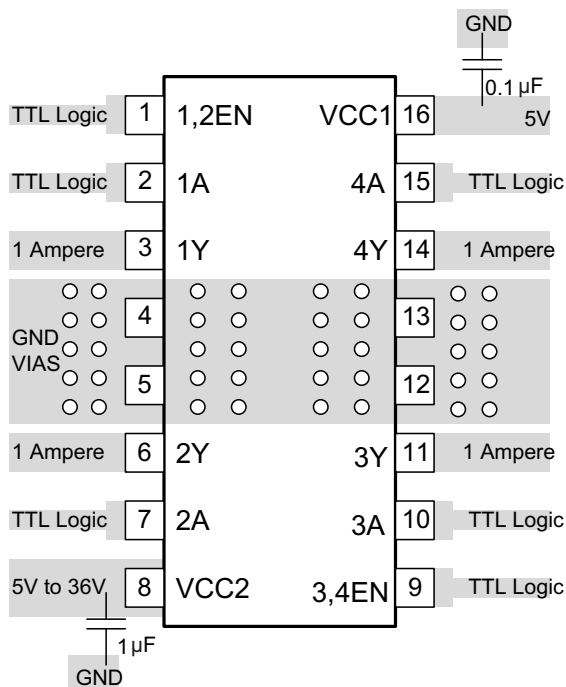 GND
0.1 µF
TTL Logic 1 1,2EN VCC1 16 5V
TTL Logic 2 1A 4A 15 TTL Logic
1 Ampere 3 1Y 4Y 14 1 Ampere
4 13
GND
VIAS
5 12
1 Ampere 6 2Y 3Y 11 1 Ampere
TTL Logic 7 2A 3A 10 TTL Logic
5V to 36V 8 VCC2 3,4EN 9 TTL Logic
1 µF
GND